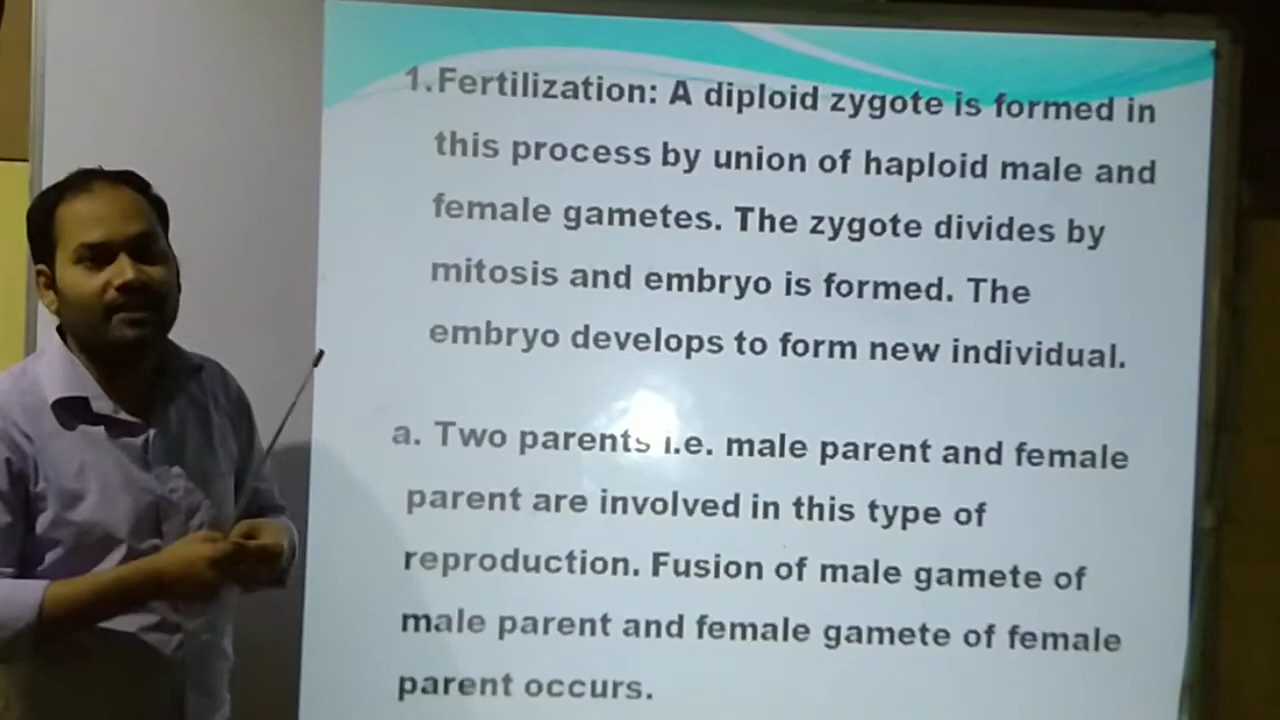 1.Fertilization: A diploid zygote is formed in
this process by union of haploid male and
female gametes. The zygote divides by
mitosis and embryo is formed. The
embryo develops to form new individual.
a. Two parents i.e. male parent and female
parent are involved in this type of
reproduction. Fusion of male gamete of
male parent and female gamete of female
parent occurs.